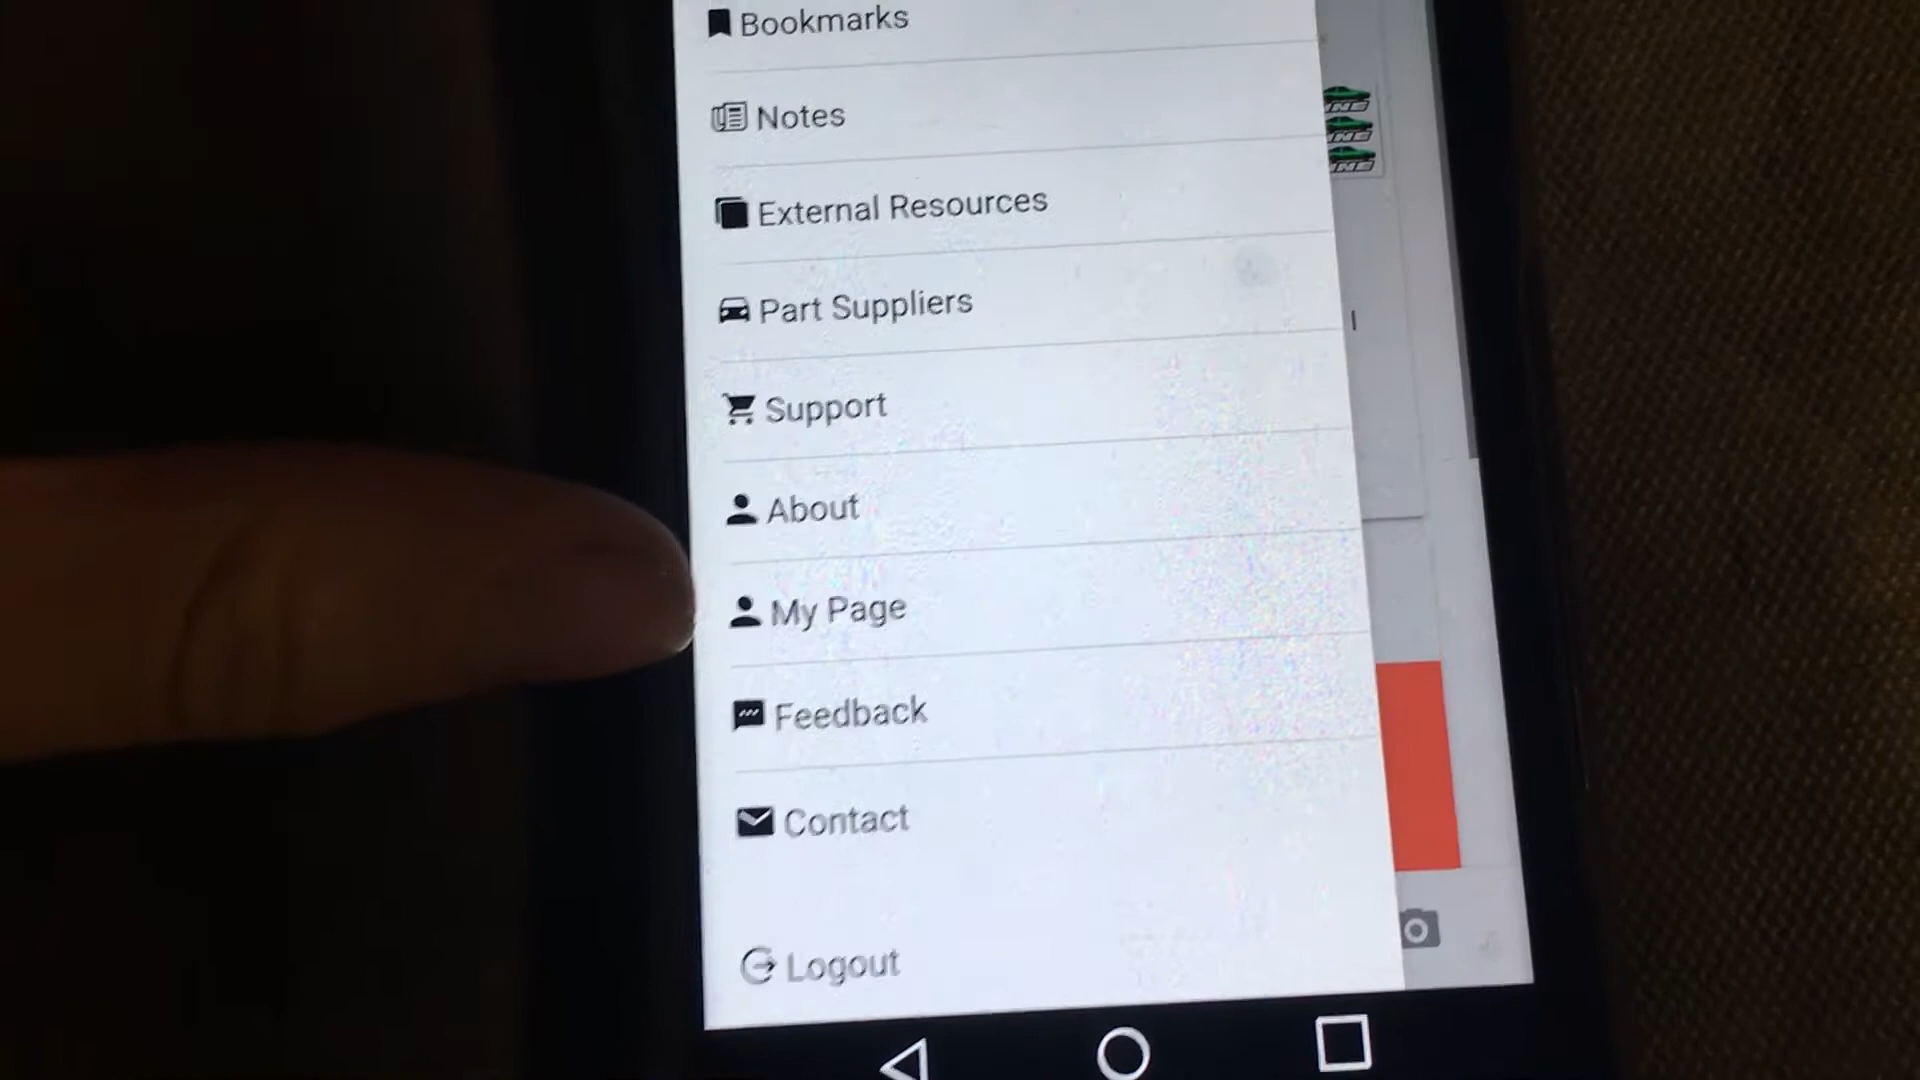 Bookmarks
Notes
External Resources
Part Suppliers
Support
About
My Page
Feedback
Contact
Logout